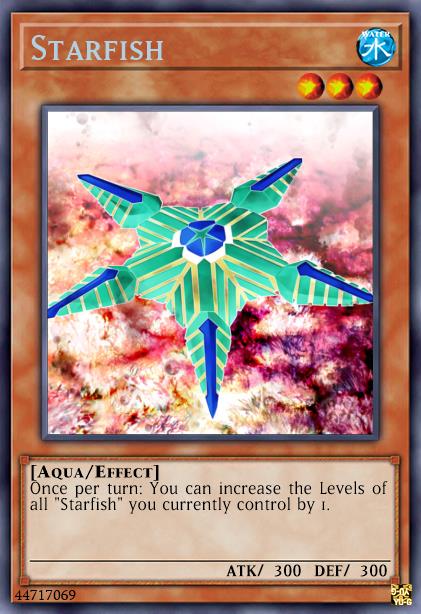 Starfish
WATER
水
[Aqua/Effect]
Once per turn: You can increase the Levels of
all "Starfish" you currently control by 1.
ATK/ 300 DEF/ 300
44717069